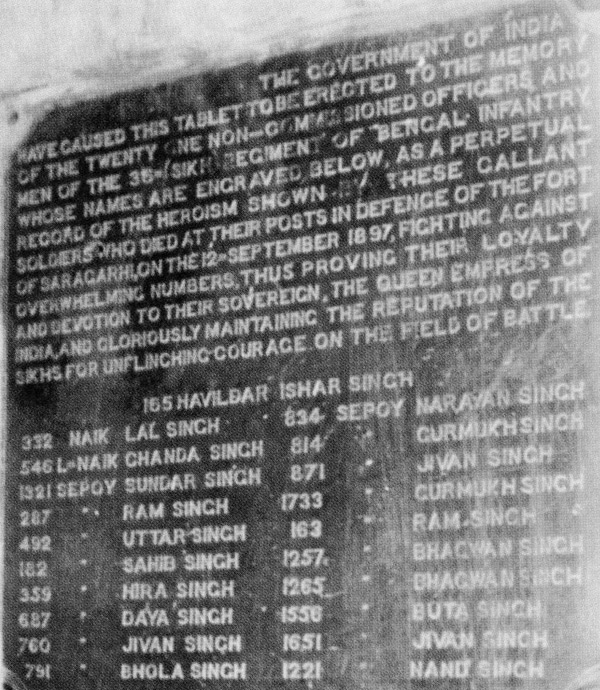 THE GOVERNMENT OF INDIA
HAVE CAUSED THIS TABLET TO BE ERECTED TO THE MEMORY
OF THE TWENTY ONE NON-COMMISSIONED OFFICERS AND
MEN OF THE 36TH (SIKH) REGIMENT OF BENGAL INFANTRY
WHOSE NAMES ARE ENGRAVED BELOW, AS A PERPETUAL
RECORD OF THE HEROISM SHOWN BY THESE GALLANT
SOLDIERS WHO DIED AT THEIR POSTS IN DEFENCE OF THE FORT
OF SARAGARHI, ON THE 12TH SEPTEMBER 1897, FIGHTING AGAINST
OVERWHELMING NUMBERS, THUS PROVING THEIR LOYALTY
AND DEVOTION TO THEIR SOVEREIGN, THE QUEEN EMPRESS OF
INDIA, AND GLORIOUSLY MAINTAINING THE REPUTATION OF THE
SIKHS FOR UNFLINCHING COURAGE ON THE FIELD OF BATTLE
165 HAVILDAR ISHAR SINGH
332 NAIK LAL SINGH 834 SEPOY NARAYAN SINGH
546 L-NAIK CHANDA SINGH 814 " GURMUKH SINGH
1321 SEPOY SUNDAR SINGH 871 " JIVAN SINGH
287 " RAM SINGH 1733 " GURMUKH SINGH
492 " UTTAR SINGH 163 " RAM SINGH
182 " SAHIB SINGH 1257 " BHAGWAN SINGH
359 " HIRA SINGH 1265 " BHAGWAN SINGH
687 " DAYA SINGH 1556 " BUTA SINGH
760 " JIVAN SINGH 1651 " JIVAN SINGH
791 " BHOLA SINGH 1221 " NAND SINGH